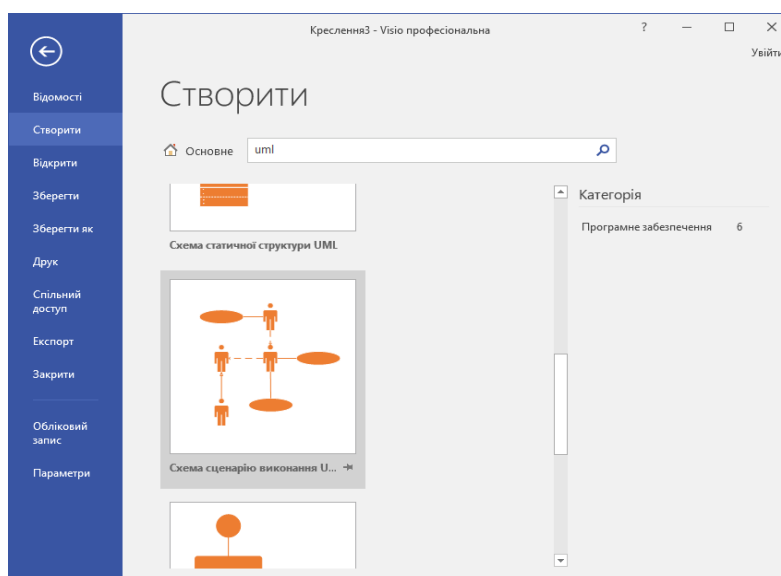 Креслення3 - Visio професіональна
?
Увійти
Відомості
Створити
Відкрити
Зберегти
Зберегти як
Друк
Спільний
доступ
Експорт
Закрити
Обліковий
запис
Параметри
Створити
Основне
uml
Схема статичної структури UML
Схема сценарію виконання U...
Категорія
Програмне забезпечення 6